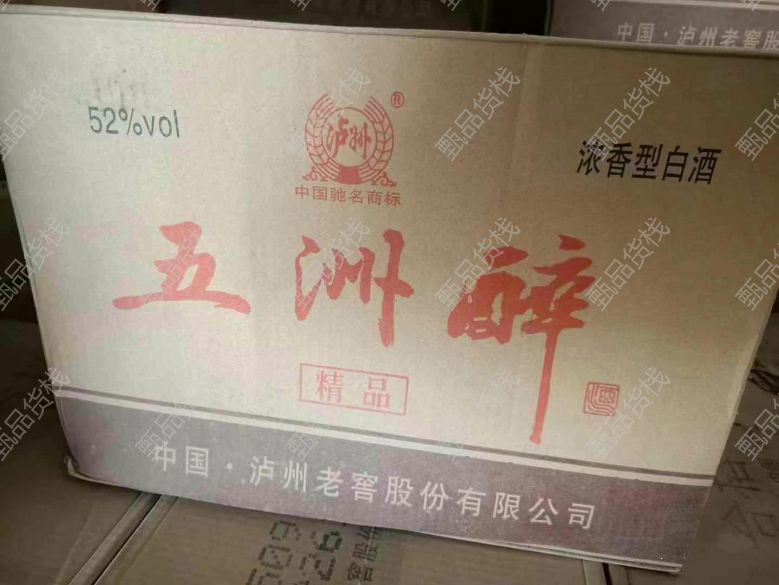 中国·泸州老窖股
52%vol
泸州
®
中国驰名商标
浓香型白酒
五洲醉
精品
酒
中国·泸州老窖股份有限公司
甄品货栈